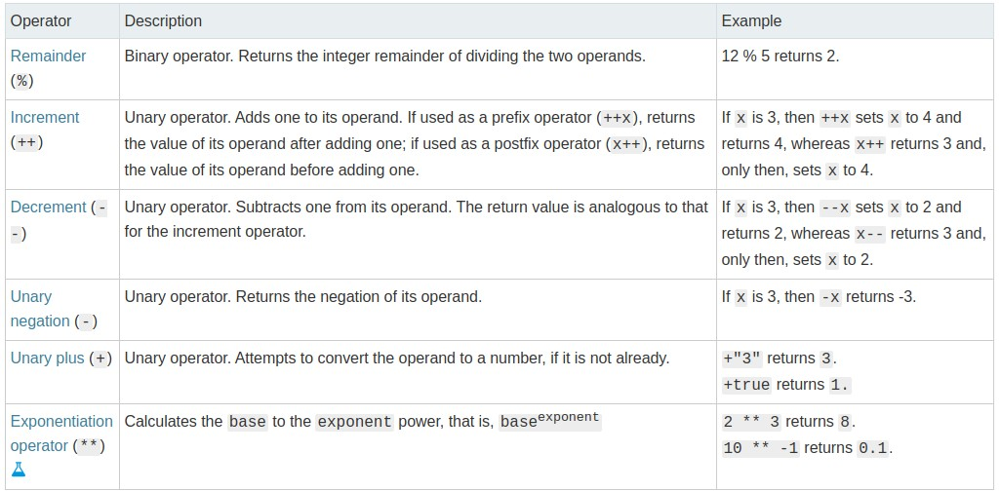 Operator Description Example
Remainder Binary operator. Returns the integer remainder of dividing the two operands. 12 % 5 returns 2.
(%)
Increment Unary operator. Adds one to its operand. If used as a prefix operator (++x), returns If x is 3, then ++x sets x to 4 and
(++) the value of its operand after adding one; if used as a postfix operator (x++), returns returns 4, whereas x++ returns 3 and,
the value of its operand before adding one. only then, sets x to 4.
Decrement (- Unary operator. Subtracts one from its operand. The return value is analogous to that If x is 3, then --x sets x to 2 and
-) for the increment operator. returns 2, whereas x-- returns 3 and,
only then, sets x to 2.
Unary Unary operator. Returns the negation of its operand. If x is 3, then -x returns -3.
negation (-)
Unary plus (+) Unary operator. Attempts to convert the operand to a number, if it is not already. +"3" returns 3.
+true returns 1.
Exponentiation Calculates the base to the exponent power, that is, base^exponent 2 ** 3 returns 8.
operator (**) 10 ** -1 returns 0.1.